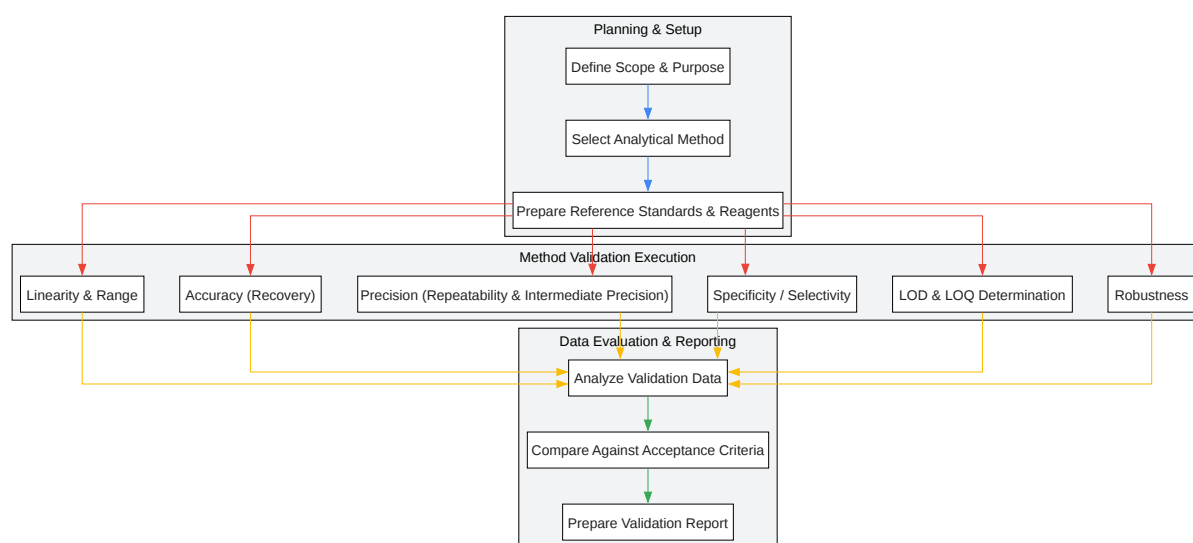 Planning & Setup
Define Scope & Purpose
Select Analytical Method
Prepare Reference Standards & Reagents
Method Validation Execution
Linearity & Range
Accuracy (Recovery)
Precision (Repeatability & Intermediate Precision)
Specificity / Selectivity
LOD & LOQ Determination
Robustness
Data Evaluation & Reporting
Analyze Validation Data
Compare Against Acceptance Criteria
Prepare Validation Report